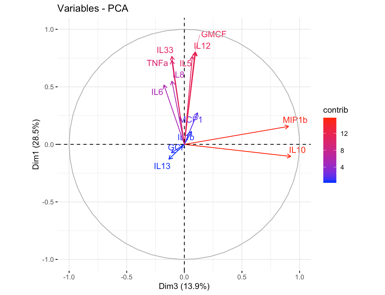 Variables - PCA
1.0
GMCF
IL33
IL5
IL12
TNFa
IL8
0.5
IL6
contrib
MIP1b
12
8
4
0.0
IL10
IL13
-0.5
-1.0
-1.0 -0.5 0.0 0.5 1.0
Dim1 (28.5%)
Dim3 (13.9%)